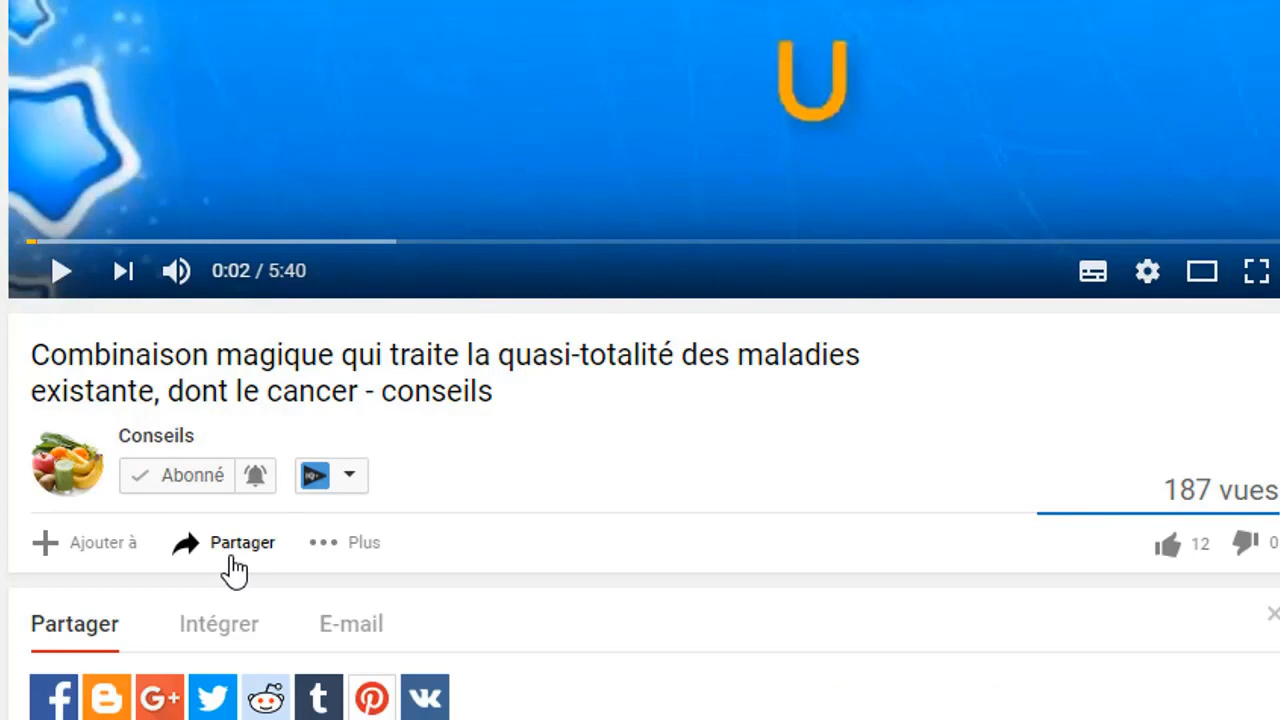 U
0:02 / 5:40
Combinaison magique qui traite la quasi-totalité des maladies
existante, dont le cancer - conseils
Conseils
Abonné
187 vues
Ajouter à Partager Plus 12 0
Partager Intégrer E-mail
f B G+ t